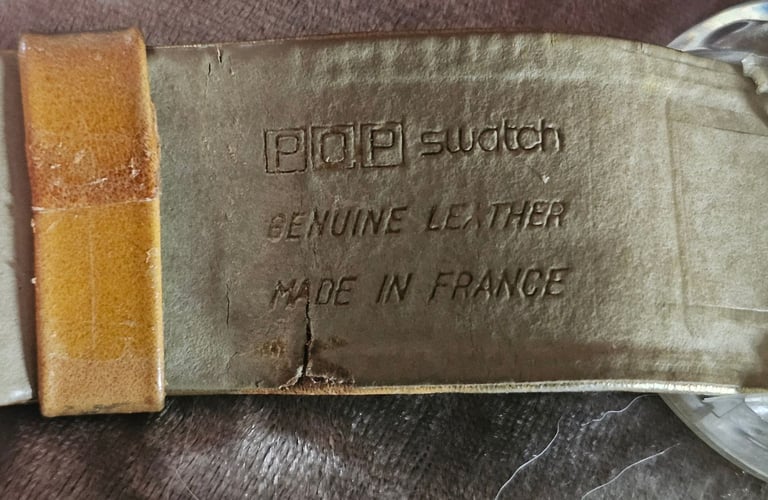 POP swatch
GENUINE LEATHER
MADE IN FRANCE